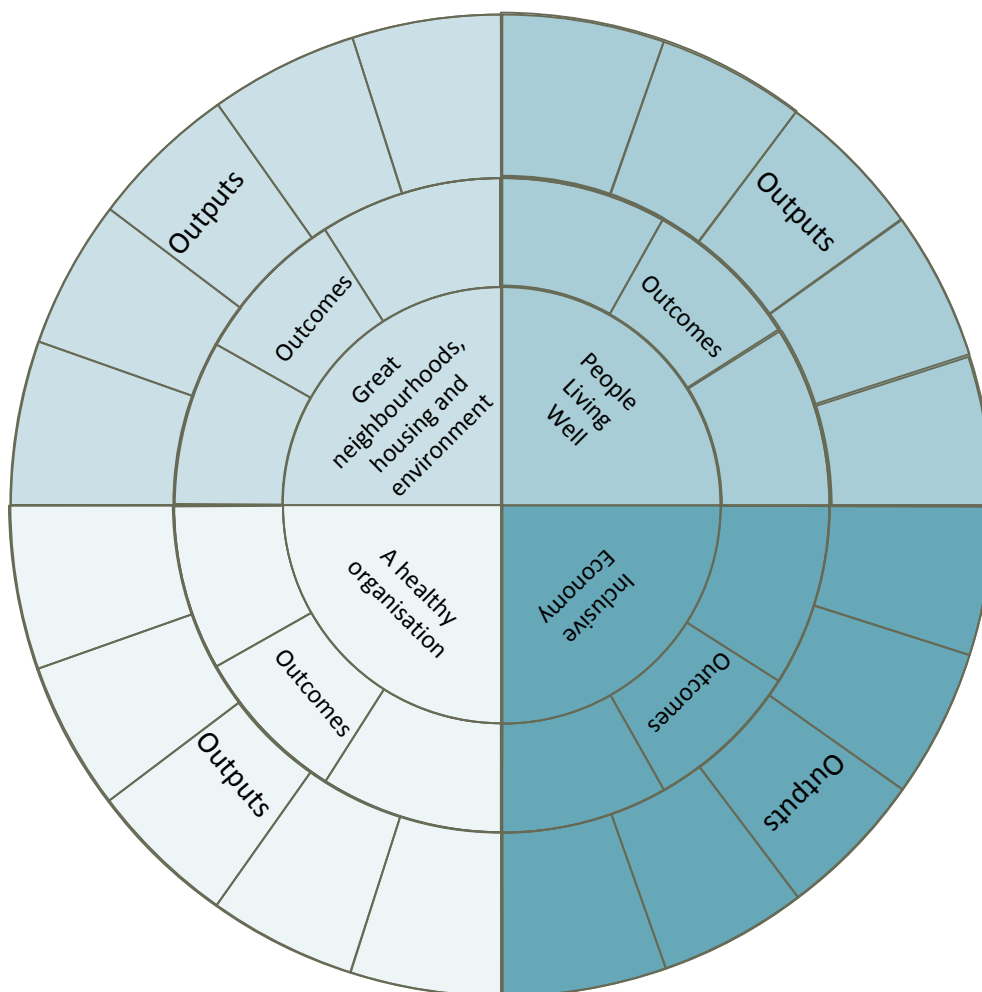 Outputs
Outcomes
Great
neighbourhoods,
housing and
environment
Outputs
Outcomes
People
Living
Well
A healthy
organisation
Outcomes
Outputs
Inclusive
Economy
Outcomes
Outputs